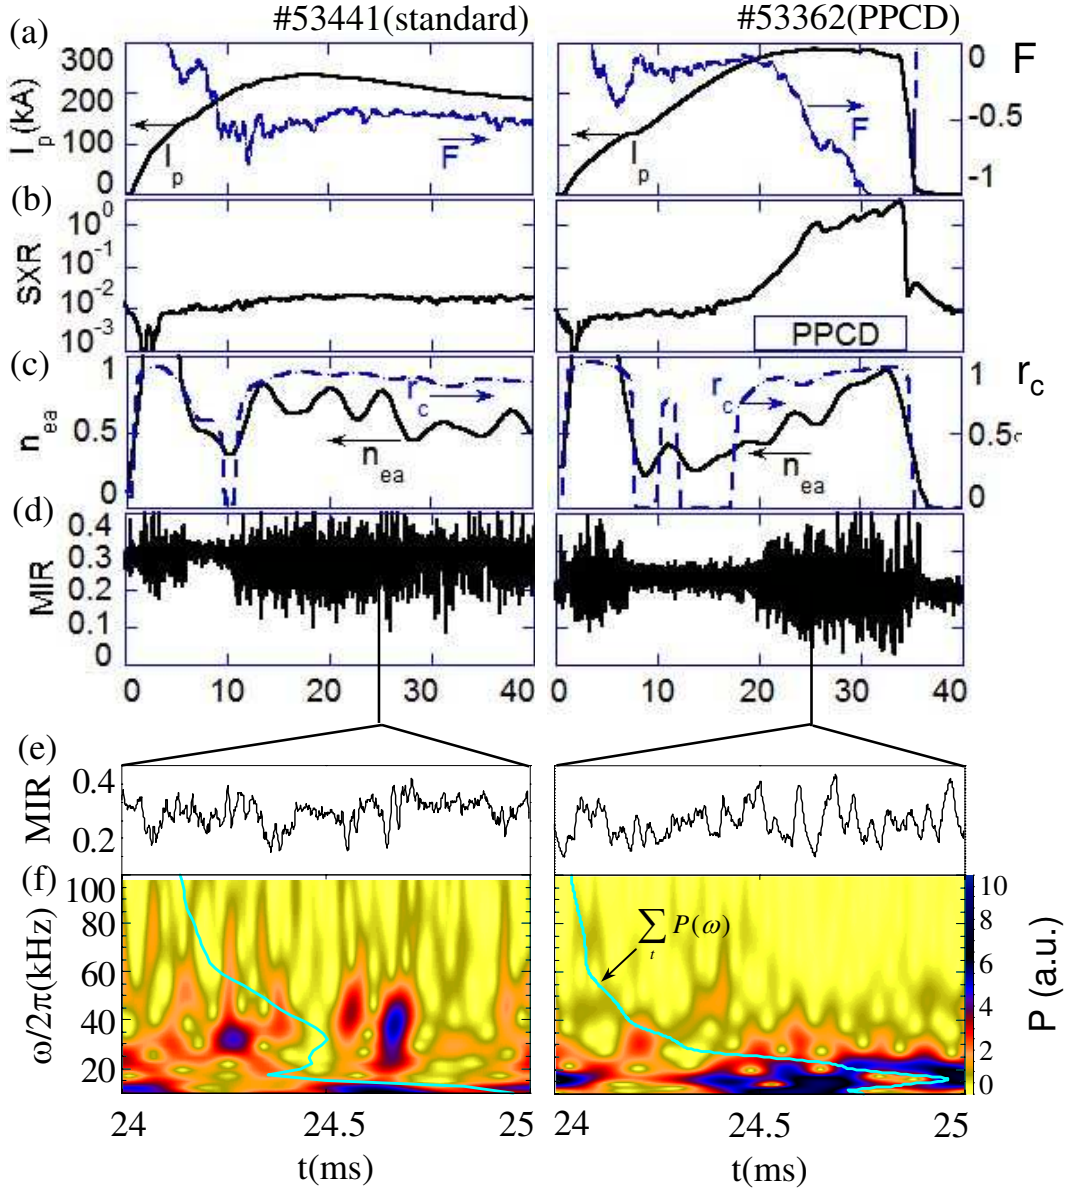 #53441(standard) #53362(PPCD)
(a)
300
200
100
0
I_p(kA)
I_p
F
F
I_p
0
-0.5
-1
F
(b)
10^0
10^-1
10^-2
10^-3
SXR
PPCD
(c)
1
0.5
0
n_ea
r_c
n_ea
r_c
n_ea
1
0.5
0
r_c
(d)
0.4
0.3
0.2
0.1
0
MIR
0 10 20 30 40
0 10 20 30 40
(e)
0.4
0.2
MIR
(f)
100
80
60
40
20
ω/2π(kHz)
∑_t P(ω)
10
8
6
4
2
0
P (a.u.)
24 24.5 25
24 24.5 25
t(ms) t(ms)